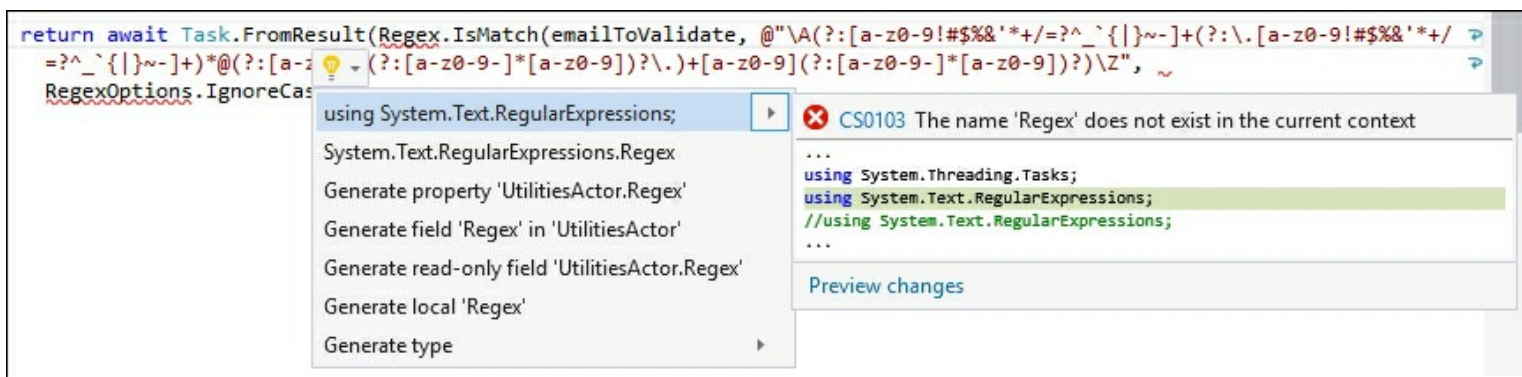 return await Task.FromResult(Regex.IsMatch(emailToValidate, @"\A(?:[a-z0-9!#$%&'*+/=?^_`{|}~-]+(?:\.[a-z0-9!#$%&'*+/
=?^_`{|}~-]+)*@(?:[a-z (?:[a-z0-9-]*[a-z0-9])?\.)+[a-z0-9](?:[a-z0-9-]*[a-z0-9])?)\Z",
RegexOptions.IgnoreCas
using System.Text.RegularExpressions;
System.Text.RegularExpressions.Regex
Generate property 'UtilitiesActor.Regex'
Generate field 'Regex' in 'UtilitiesActor'
Generate read-only field 'UtilitiesActor.Regex'
Generate local 'Regex'
Generate type
CS0103 The name 'Regex' does not exist in the current context
...
using System.Threading.Tasks;
using System.Text.RegularExpressions;
//using System.Text.RegularExpressions;
...
Preview changes